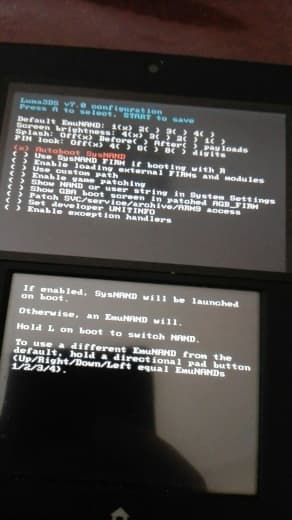 Luma3DS v7.0 configuration
Press A to select, START to save
Default EmuNAND: 1(x) 2( ) 3( ) 4( )
Screen brightness: 4(x) 3( ) 2( ) 1( )
Splash: Off(x) Before( ) After( ) payloads
PIN lock: Off(x) 4( ) 6( ) 8( ) digits
(x) Autoboot SysNAND
( ) Use SysNAND FIRM if booting with R
( ) Enable loading external FIRMs and modules
( ) Use custom path
( ) Enable game patching
( ) Show NAND or user string in System Settings
( ) Show GBA boot screen in patched AGB_FIRM
( ) Patch SVC/service/archive/ARM9 access
( ) Set developer UNITINFO
( ) Enable exception handlers
If enabled, SysNAND will be launched
on boot.
Otherwise, an EmuNAND will.
Hold L on boot to switch NAND.
To use a different EmuNAND from the
default, hold a directional pad button
(Up/Right/Down/Left equal EmuNANDs
1/2/3/4).